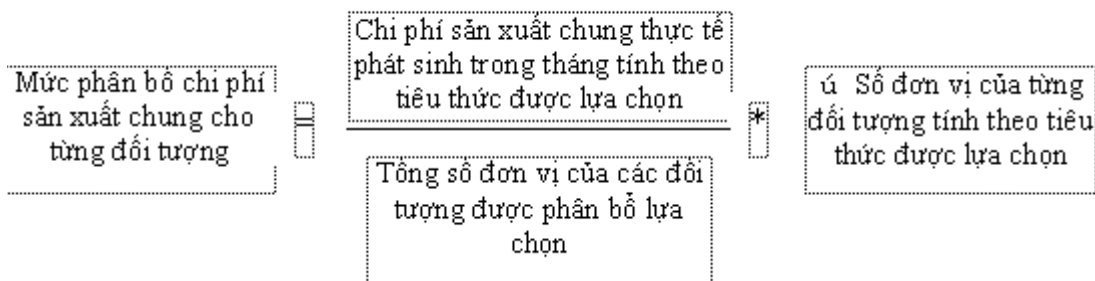 Mức phân bổ chi phí
sản xuất chung cho
từng đối tượng
=
Chi phí sản xuất chung thực tế
phát sinh trong tháng tính theo
tiêu thức được lựa chọn
Tổng số đơn vị của các đối
tượng được phân bổ lựa
chọn
*
ú Số đơn vị của từng
đối tượng tính theo tiêu
thức được lựa chọn